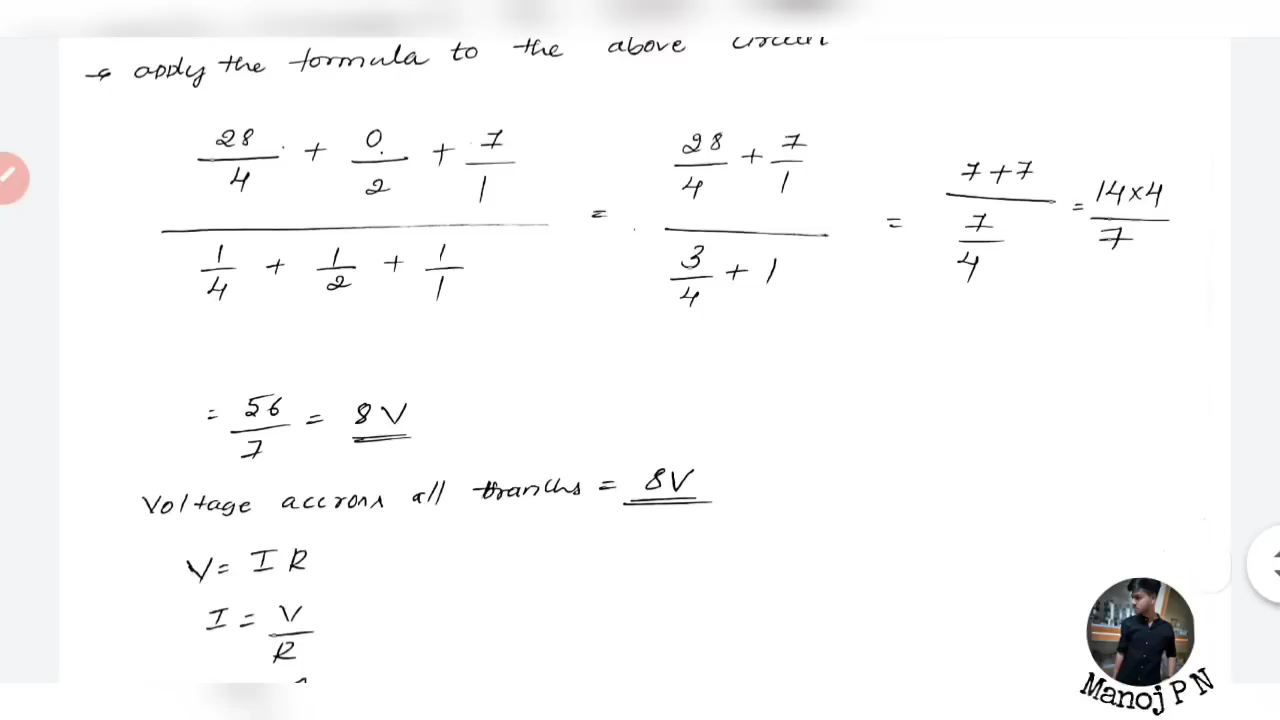 → apply the formula to the above circuit
28/4 + 0/2 + 7/1 = 28/4 + 7/1 = 7+7 = 14×4/7
1/4 + 1/2 + 1/1 3/4 + 1 7/4
= 56/7 = 8V
Voltage accrons all branchs = 8V
V = IR
I = V/R
Manoj P N